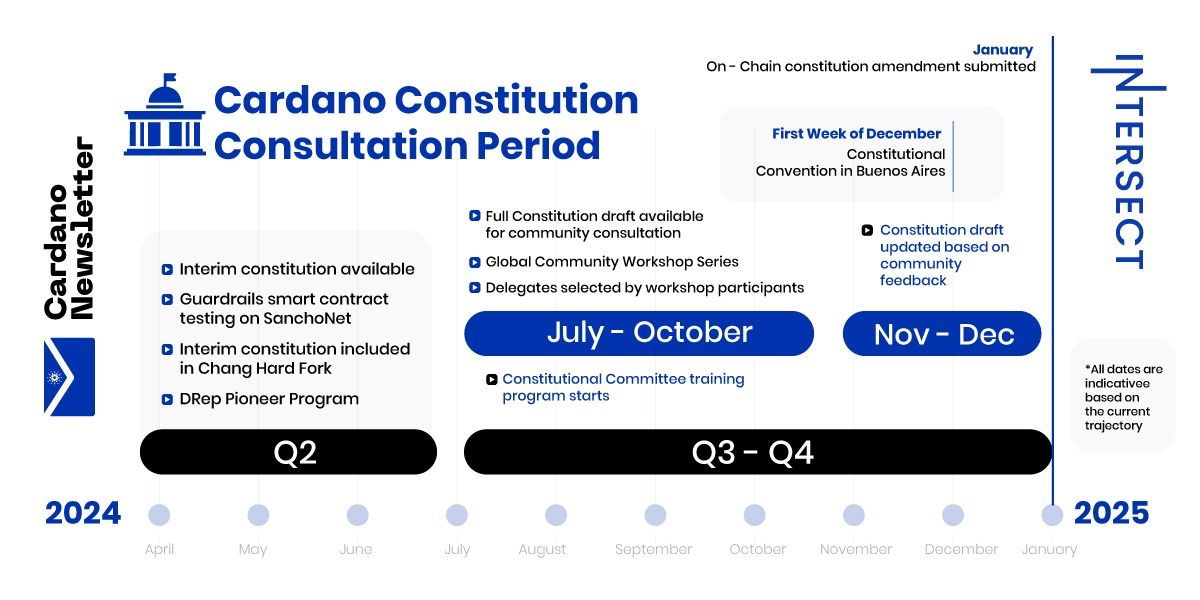 January
On - Chain constitution amendment submitted
Cardano Constitution
Consultation Period
First Week of December
Constitutional
Convention in Buenos Aires
INTERSECT
Cardano
Newsletter
Interim constitution available
Guardrails smart contract
testing on SanchoNet
Interim constitution included
in Chang Hard Fork
DRep Pioneer Program
Q2
Full Constitution draft available
for community consultation
Global Community Workshop Series
Delegates selected by workshop participants
July - October
Constitutional Committee training
program starts
Constitution draft
updated based on
community
feedback
Nov - Dec
Q3 - Q4
*All dates are
indicativee
based on
the current
trajectory
2024
2025
April
May
June
July
August
September
October
November
December
January